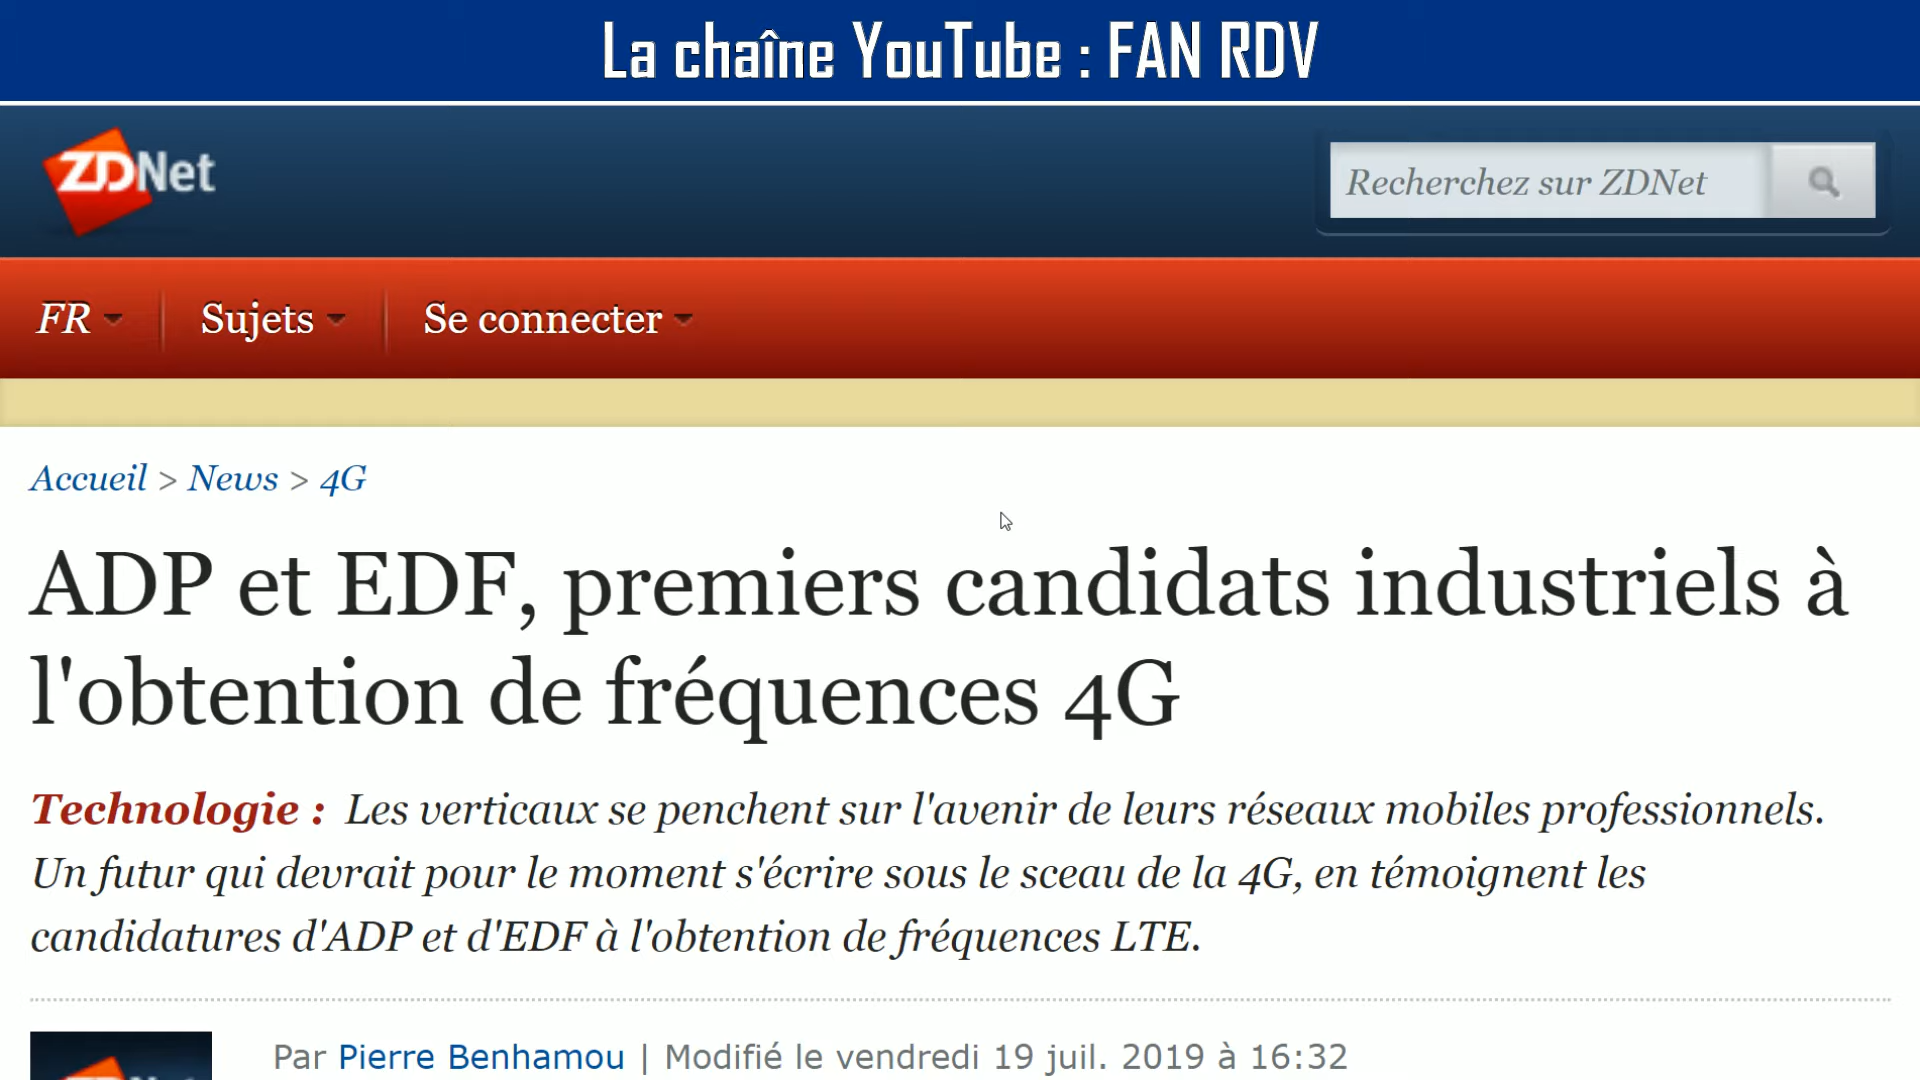 La chaîne YouTube : FAN RDV
ZDNet
Recherchez sur ZDNet
FR
Sujets
Se connecter
Accueil > News > 4G
ADP et EDF, premiers candidats industriels à
l'obtention de fréquences 4G
Technologie : Les verticaux se penchent sur l'avenir de leurs réseaux mobiles professionnels.
Un futur qui devrait pour le moment s'écrire sous le sceau de la 4G, en témoignent les
candidatures d'ADP et d'EDF à l'obtention de fréquences LTE.
Par Pierre Benhamou | Modifié le vendredi 19 juil. 2019 à 16:32